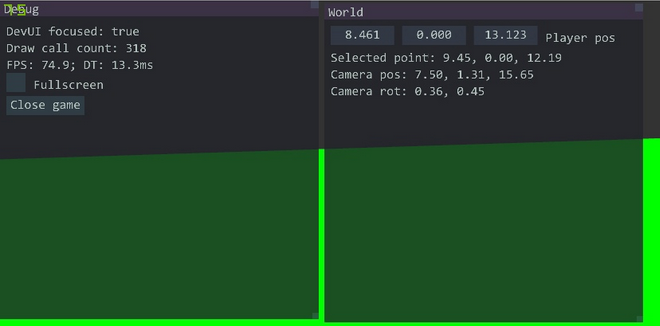 Debug
75
DevUI focused: true
Draw call count: 318
FPS: 74.9; DT: 13.3ms
Fullscreen
Close game
World
8.461 0.000 13.123 Player pos
Selected point: 9.45, 0.00, 12.19
Camera pos: 7.50, 1.31, 15.65
Camera rot: 0.36, 0.45